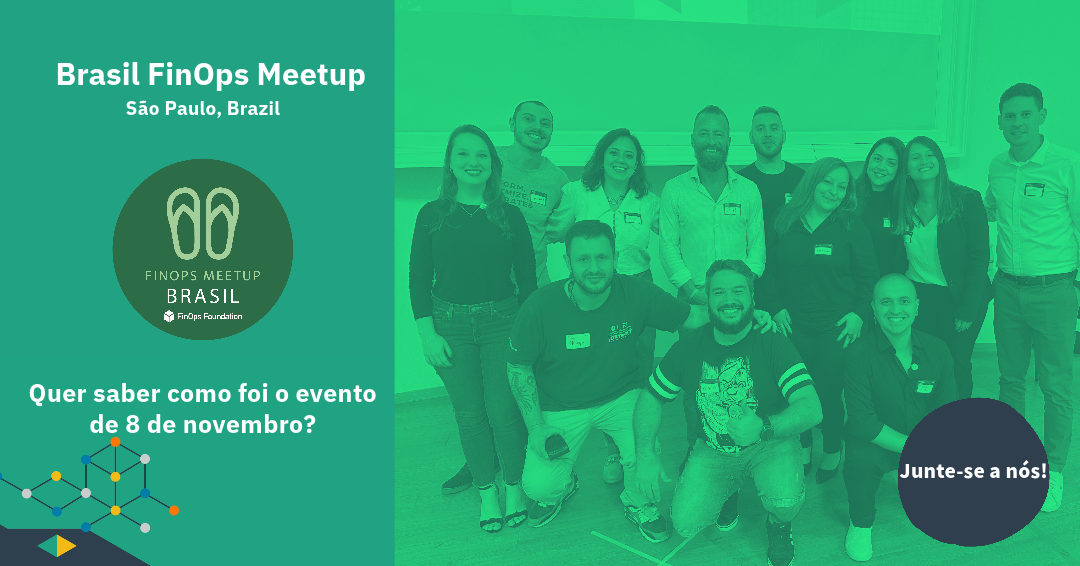 Brasil FinOps Meetup
São Paulo, Brazil
FINOPS MEETUP
BRASIL
FinOps Foundation
Quer saber como foi o evento
de 8 de novembro?
Junte-se a nós!